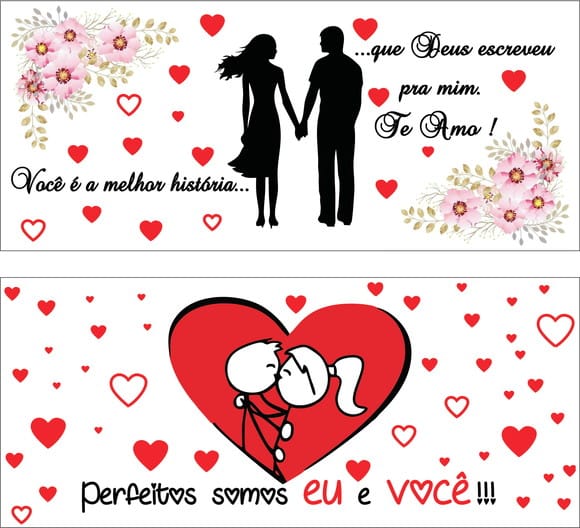 ...que Deus escreveu
pra mim.
Te Amo !
Você é a melhor história...
Perfeitos somos EU e VOCÊ!!!